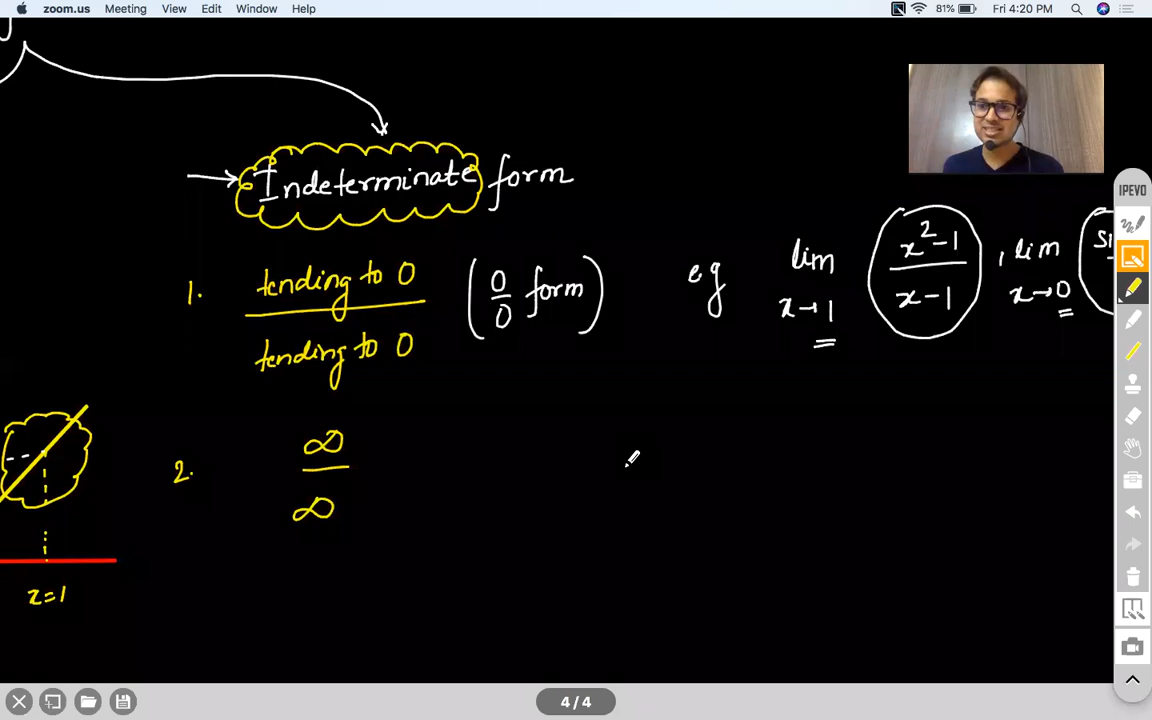 zoom.us Meeting View Edit Window Help 81% Fri 4:20 PM
Indeterminate form
IPEVO
1. tending to 0 / tending to 0 (0/0 form) eg lim x→1 x²-1 / x-1 , lim x→0
2. ∞ / ∞
x=1
4/4